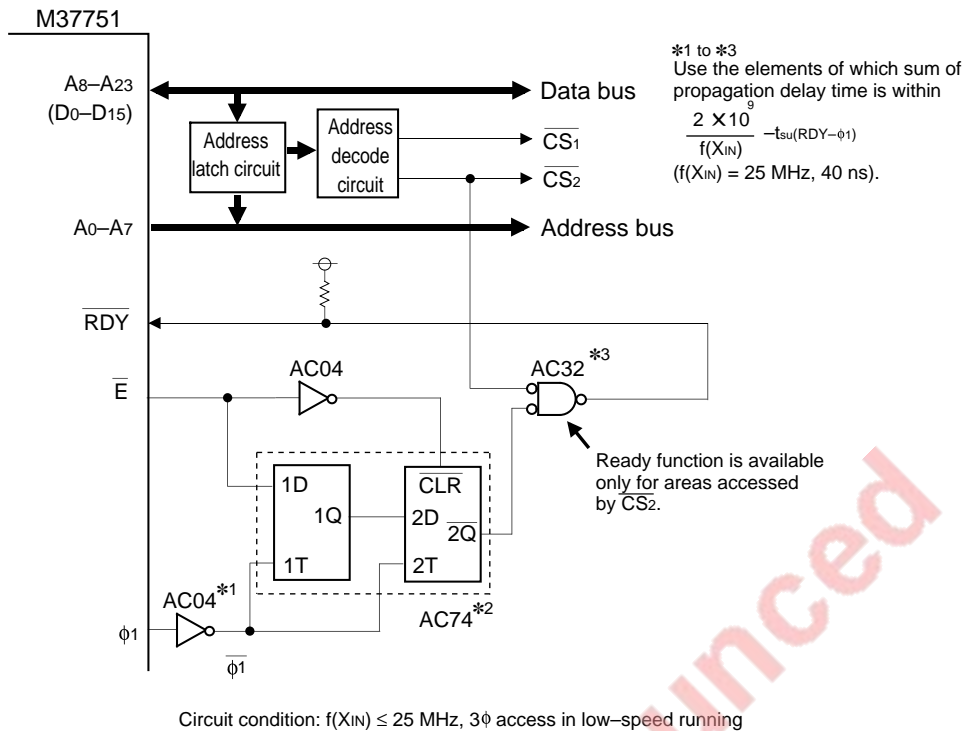 M37751
A8–A23
(D0–D15)
Data bus
Address
latch circuit
Address
decode
circuit
CS1
CS2
A0–A7
Address bus
*1 to *3
Use the elements of which sum of
propagation delay time is within
2 ×10^9
f(XIN)
–tsu(RDY–ϕ1)
(f(XIN) = 25 MHz, 40 ns).
RDY
E
AC04
AC32 *3
Ready function is available
only for areas accessed
by CS2.
1D
1Q
1T
CLR
2D
2Q
2T
AC04*1
AC74*2
ϕ1
ϕ1
Circuit condition: f(XIN) ≤ 25 MHz, 3ϕ access in low–speed running
unced